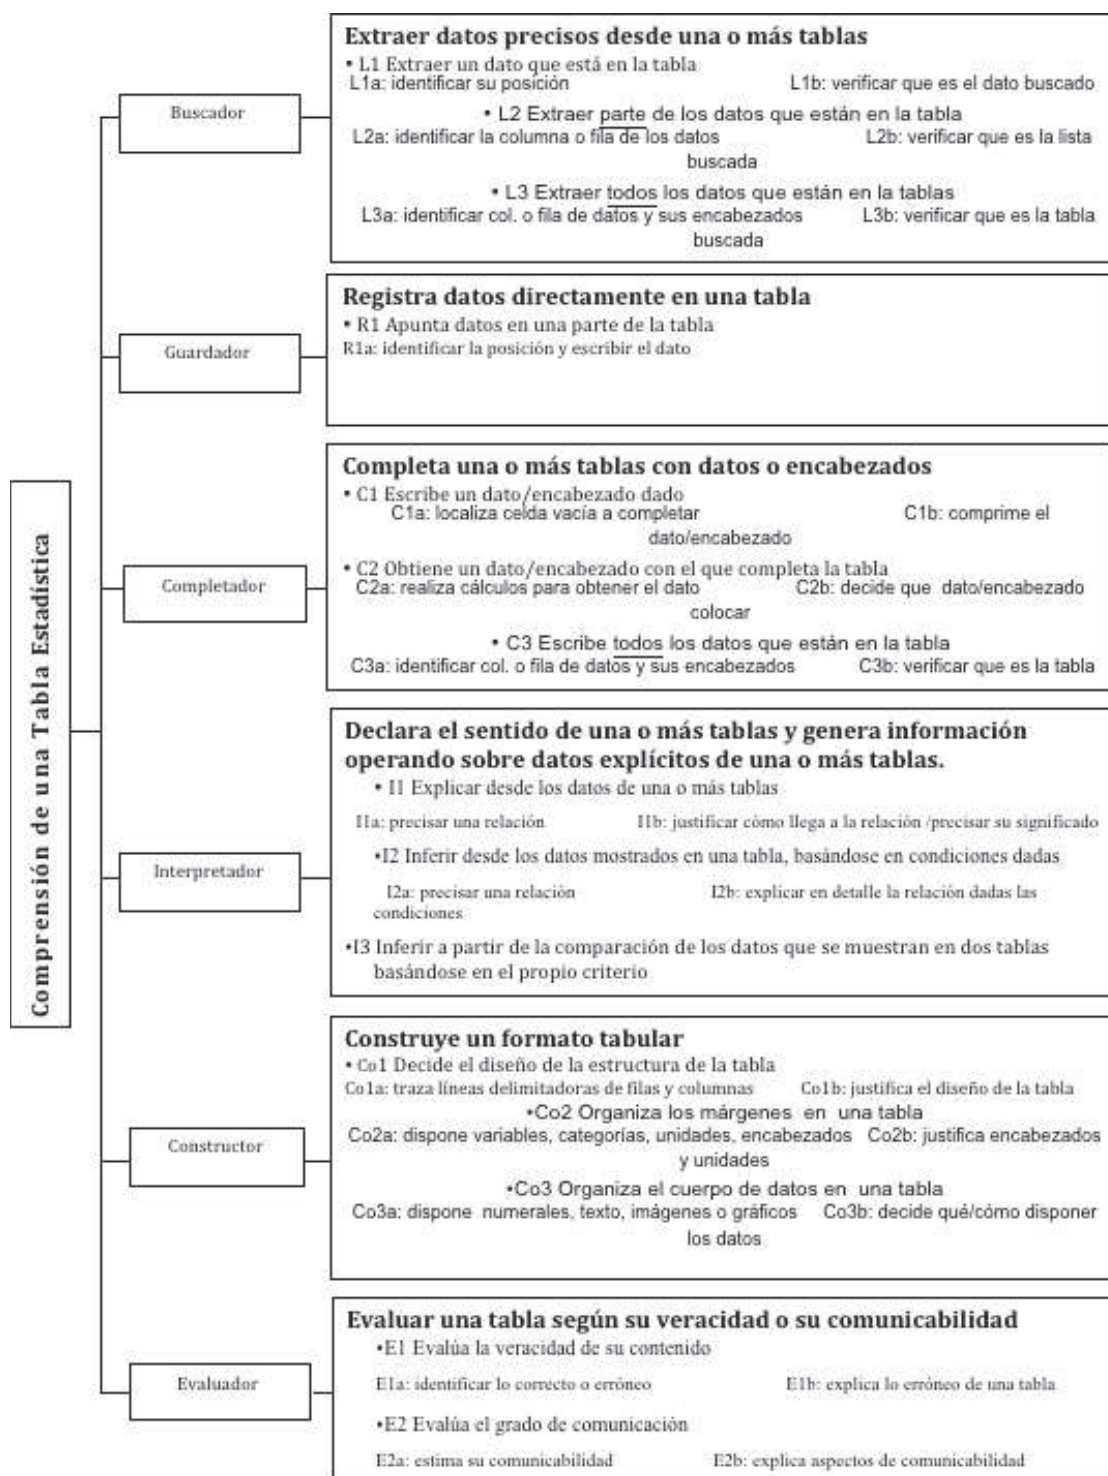 Comprensión de una Tabla Estadística
Buscador
Extraer datos precisos desde una o más tablas
• L1 Extraer un dato que está en la tabla
L1a: identificar su posición L1b: verificar que es el dato buscado
• L2 Extraer parte de los datos que están en la tabla
L2a: identificar la columna o fila de los datos L2b: verificar que es la lista
buscada
• L3 Extraer todos los datos que están en la tablas
L3a: identificar col. o fila de datos y sus encabezados L3b: verificar que es la tabla
buscada
Guardador
Registra datos directamente en una tabla
• R1 Apunta datos en una parte de la tabla
R1a: identificar la posición y escribir el dato
Completador
Completa una o más tablas con datos o encabezados
• C1 Escribe un dato/encabezado dado
C1a: localiza celda vacía a completar C1b: comprime el
dato/encabezado
• C2 Obtiene un dato/encabezado con el que completa la tabla
C2a: realiza cálculos para obtener el dato C2b: decide que dato/encabezado
colocar
• C3 Escribe todos los datos que están en la tabla
C3a: identificar col. o fila de datos y sus encabezados C3b: verificar que es la tabla
Interpretador
Declara el sentido de una o más tablas y genera información
operando sobre datos explícitos de una o más tablas.
• I1 Explicar desde los datos de una o más tablas
I1a: precisar una relación I1b: justificar cómo llega a la relación /precisar su significado
•I2 Inferir desde los datos mostrados en una tabla, basándose en condiciones dadas
I2a: precisar una relación I2b: explicar en detalle la relación dadas las
condiciones
•I3 Inferir a partir de la comparación de los datos que se muestran en dos tablas
basándose en el propio criterio
Constructor
Construye un formato tabular
• Co1 Decide el diseño de la estructura de la tabla
Co1a: traza líneas delimitadoras de filas y columnas Co1b: justifica el diseño de la tabla
•Co2 Organiza los márgenes en una tabla
Co2a: dispone variables, categorías, unidades, encabezados Co2b: justifica encabezados
y unidades
•Co3 Organiza el cuerpo de datos en una tabla
Co3a: dispone numerales, texto, imágenes o gráficos Co3b: decide qué/cómo disponer
los datos
Evaluador
Evaluar una tabla según su veracidad o su comunicabilidad
•E1 Evalúa la veracidad de su contenido
E1a: identificar lo correcto o erróneo E1b: explica lo erróneo de una tabla
•E2 Evalúa el grado de comunicación
E2a: estima su comunicabilidad E2b: explica aspectos de comunicabilidad